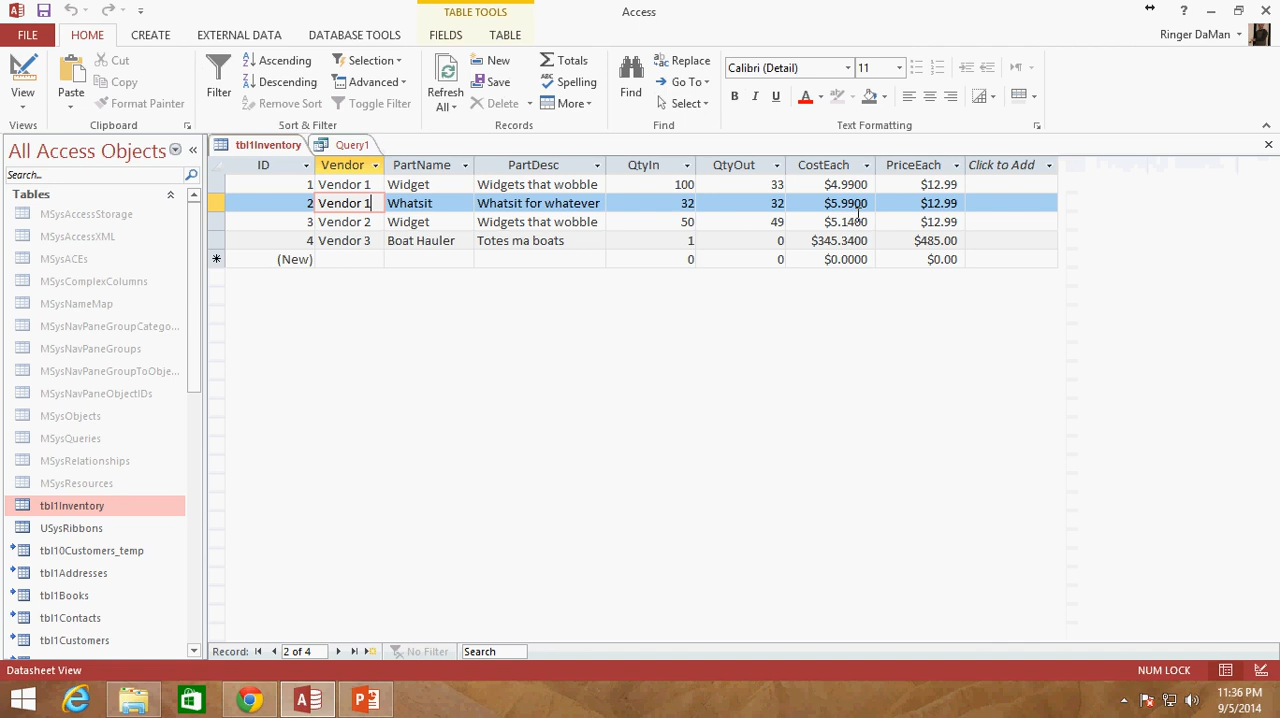 TABLE TOOLS
Access
?
FILE HOME CREATE EXTERNAL DATA DATABASE TOOLS FIELDS TABLE
Ringer DaMan
View
Views
Paste
Cut
Copy
Format Painter
Clipboard
Filter
Ascending
Descending
Remove Sort
Selection
Advanced
Toggle Filter
Sort & Filter
Refresh
All
New
Save
Delete
Totals
Spelling
More
Records
Find
Replace
Go To
Select
Find
Calibri (Detail) 11
B I U A
Text Formatting
All Access Objects
Search...
Tables
MSysAccessStorage
MSysAccessXML
MSysACEs
MSysComplexColumns
MSysIMEXColumns
MSysNameMap
MSysNavPaneGroupCatego...
MSysNavPaneGroups
MSysNavPaneGroupToObje...
MSysNavPaneObjectIDs
MSysObjects
MSysQueries
MSysRelationships
MSysResources
tbl1Inventory
USysRibbons
tbl10Customers_temp
tbl1Addresses
tbl1Books
tbl1Contacts
tbl1Customers
tbl1Inventory Query1
ID Vendor PartName PartDesc QtyIn QtyOut CostEach PriceEach Click to Add
1 Vendor 1 Widget Widgets that wobble 100 33 $4.9900 $12.99
2 Vendor 1 Whatsit Whatsit for whatever 32 32 $5.9900 $12.99
3 Vendor 2 Widget Widgets that wobble 50 49 $5.1400 $12.99
4 Vendor 3 Boat Hauler Totes ma boats 1 0 $345.3400 $485.00
(New) 0 0 $0.0000 $0.00
Record: 2 of 4 No Filter Search
Datasheet View
NUM LOCK
11:36 PM
9/5/2014